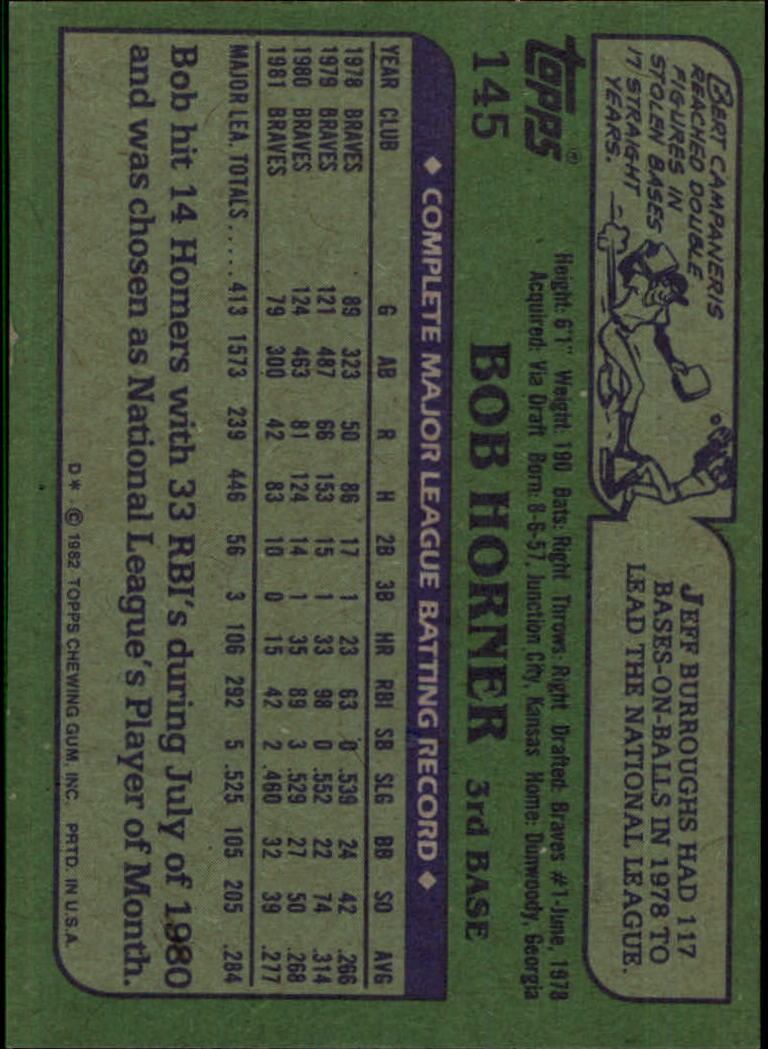 BERT CAMPANERIS
REACHED DOUBLE
FIGURES IN
STOLEN BASES
17 STRAIGHT
YEARS.
JEFF BURROUGHS HAD 117
BASES-ON-BALLS IN 1978 TO
LEAD THE NATIONAL LEAGUE.
topps®
145
Height: 6'1" Weight: 190 Bats: Right Throws: Right Drafted: Braves #1-June, 1978
Acquired: Via Draft Born: 8-6-57, Junction City, Kansas Home: Dunwoody, Georgia
BOB HORNER 3rd BASE
◆ COMPLETE MAJOR LEAGUE BATTING RECORD ◆
YEAR CLUB G AB R H 2B 3B HR RBI SB SLG BB SO AVG
1978 BRAVES 89 323 50 86 17 1 23 63 0 .539 24 42 .266
1979 BRAVES 121 487 66 153 15 1 33 98 0 .552 22 74 .314
1980 BRAVES 124 463 81 124 14 1 35 89 3 .529 27 50 .268
1981 BRAVES 79 300 42 83 10 0 15 42 2 .460 32 39 .277
MAJOR LEA. TOTALS..... 413 1573 239 446 56 3 106 292 5 .525 105 205 .284
Bob hit 14 Homers with 33 RBI's during July of 1980
and was chosen as National League's Player of Month.
D* © 1982 TOPPS CHEWING GUM, INC. PRTD. IN U.S.A.